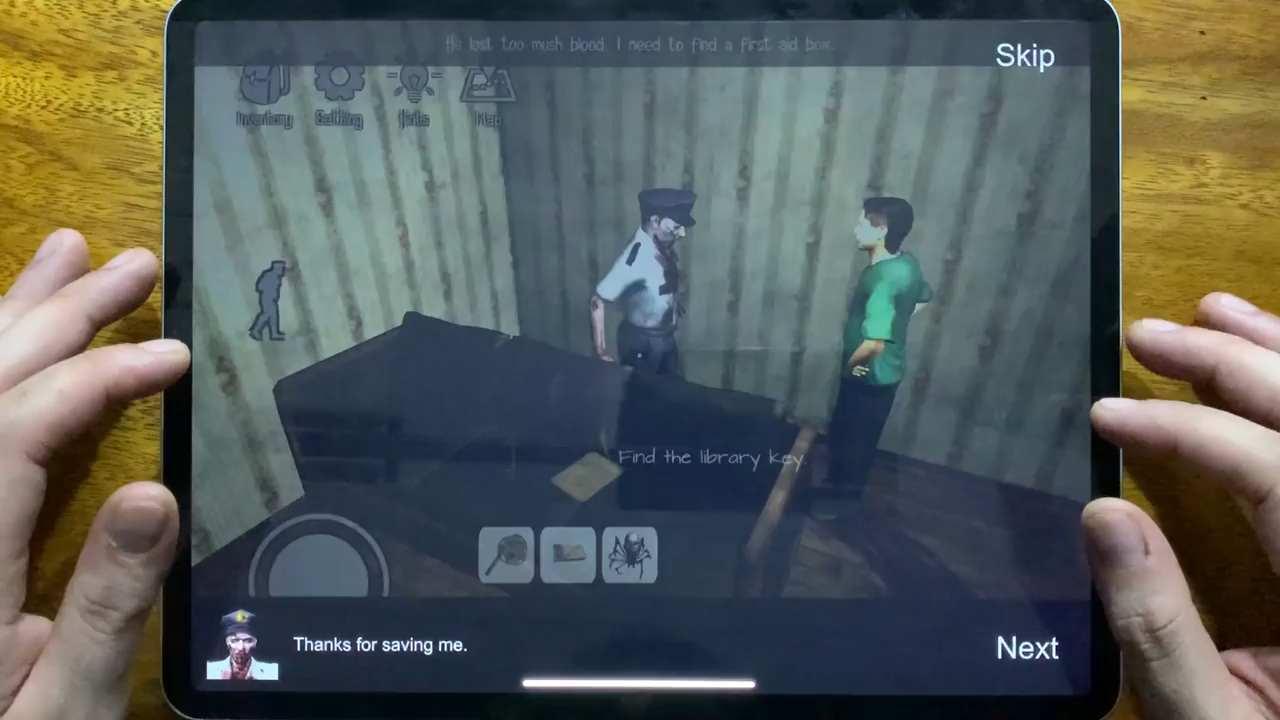 He lost too mush blood. I need to find a first aid box.
Skip
Inventory
Setting
Hints
Map
Find the library key.
Thanks for saving me.
Next